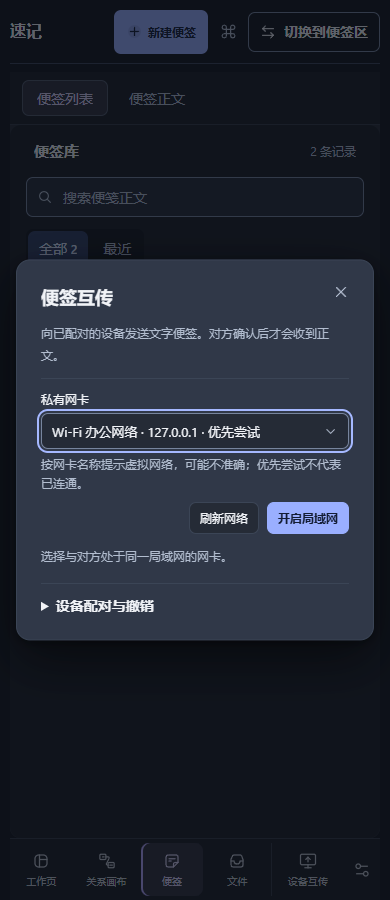 速记
新建便签
切换到便签区
便签列表
便签正文
便签库
2 条记录
搜索便笺正文
全部 2
最近
便签互传
向已配对的设备发送文字便签。对方确认后才会收到正
文。
私有网卡
Wi-Fi 办公网络 · 127.0.0.1 · 优先尝试
按网卡名称提示虚拟网络，可能不准确；优先尝试不代表
已连通。
刷新网络
开启局域网
选择与对方处于同一局域网的网卡。
设备配对与撤销
工作页
关系画布
便签
文件
设备互传